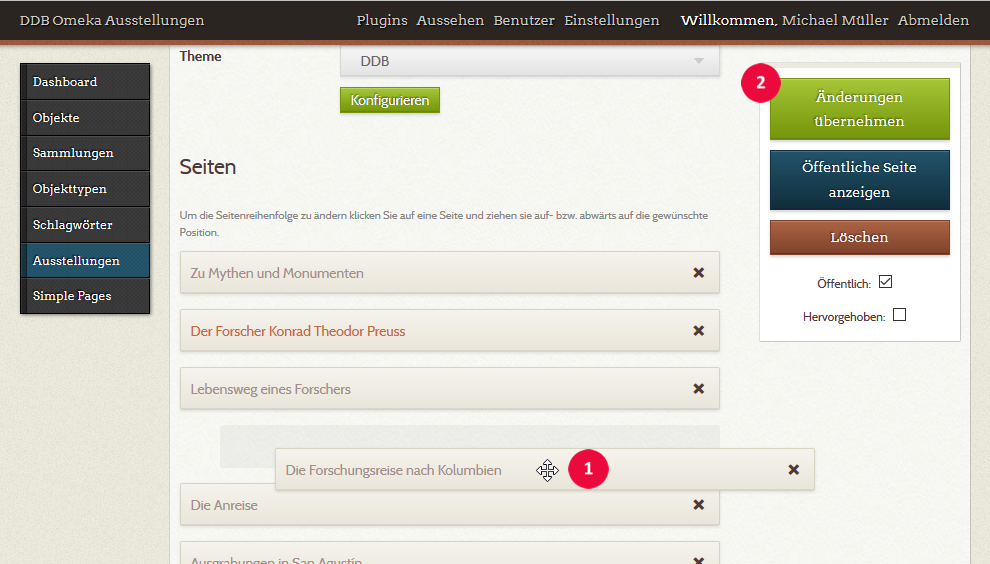 DDB Omeka Ausstellungen
Plugins Aussehen Benutzer Einstellungen Willkommen, Michael Müller Abmelden
Dashboard
Objekte
Sammlungen
Objekttypen
Schlagwörter
Ausstellungen
Simple Pages
Theme
DDB
Konfigurieren
Seiten
Um die Seitenreihenfolge zu ändern klicken Sie auf eine Seite und ziehen sie auf- bzw. abwärts auf die gewünschte
Position.
Zu Mythen und Monumenten
Der Forscher Konrad Theodor Preuss
Lebensweg eines Forschers
Die Forschungsreise nach Kolumbien
1
Die Anreise
Ausgrabungen in San Agustín
2
Änderungen
übernehmen
Öffentliche Seite
anzeigen
Löschen
Öffentlich:
Hervorgehoben: